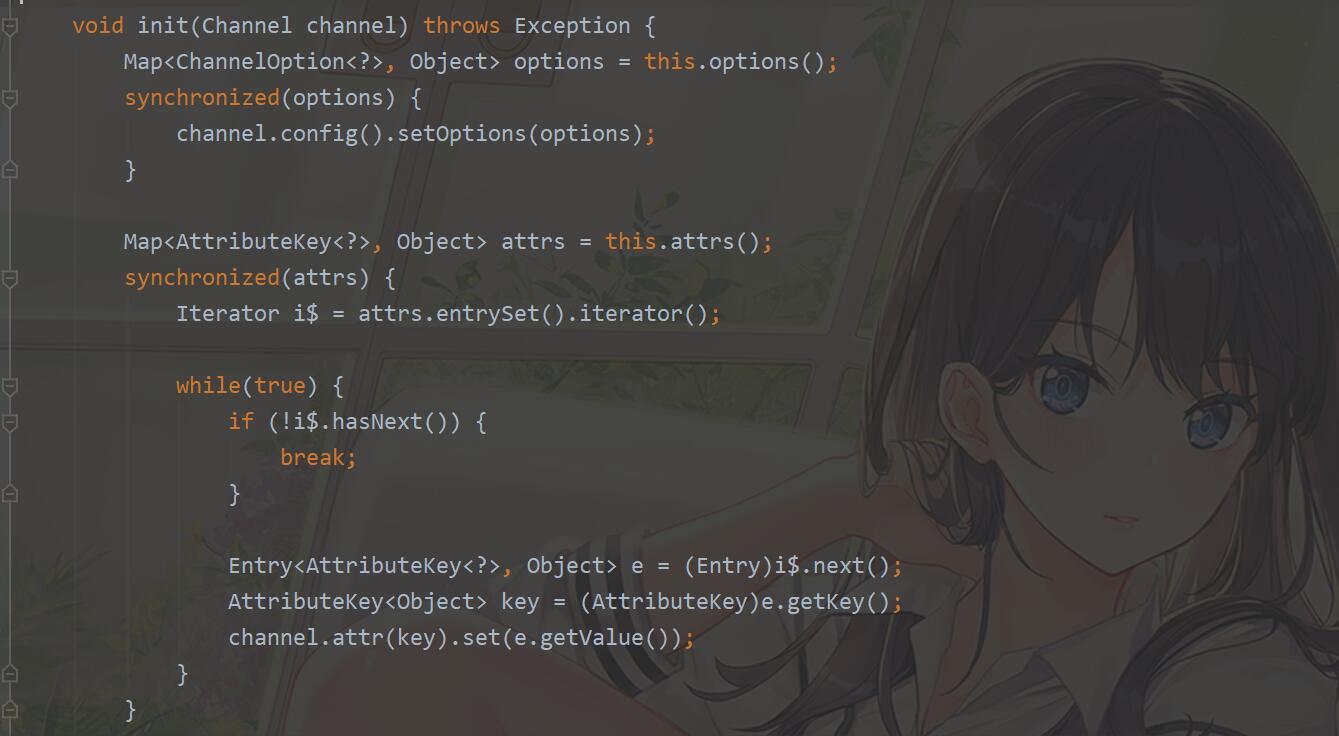 void init(Channel channel) throws Exception {
Map<ChannelOption<?>, Object> options = this.options();
synchronized(options) {
channel.config().setOptions(options);
}
Map<AttributeKey<?>, Object> attrs = this.attrs();
synchronized(attrs) {
Iterator i$ = attrs.entrySet().iterator();
while(true) {
if (!i$.hasNext()) {
break;
}
Entry<AttributeKey<?>, Object> e = (Entry)i$.next();
AttributeKey<Object> key = (AttributeKey)e.getKey();
channel.attr(key).set(e.getValue());
}
}